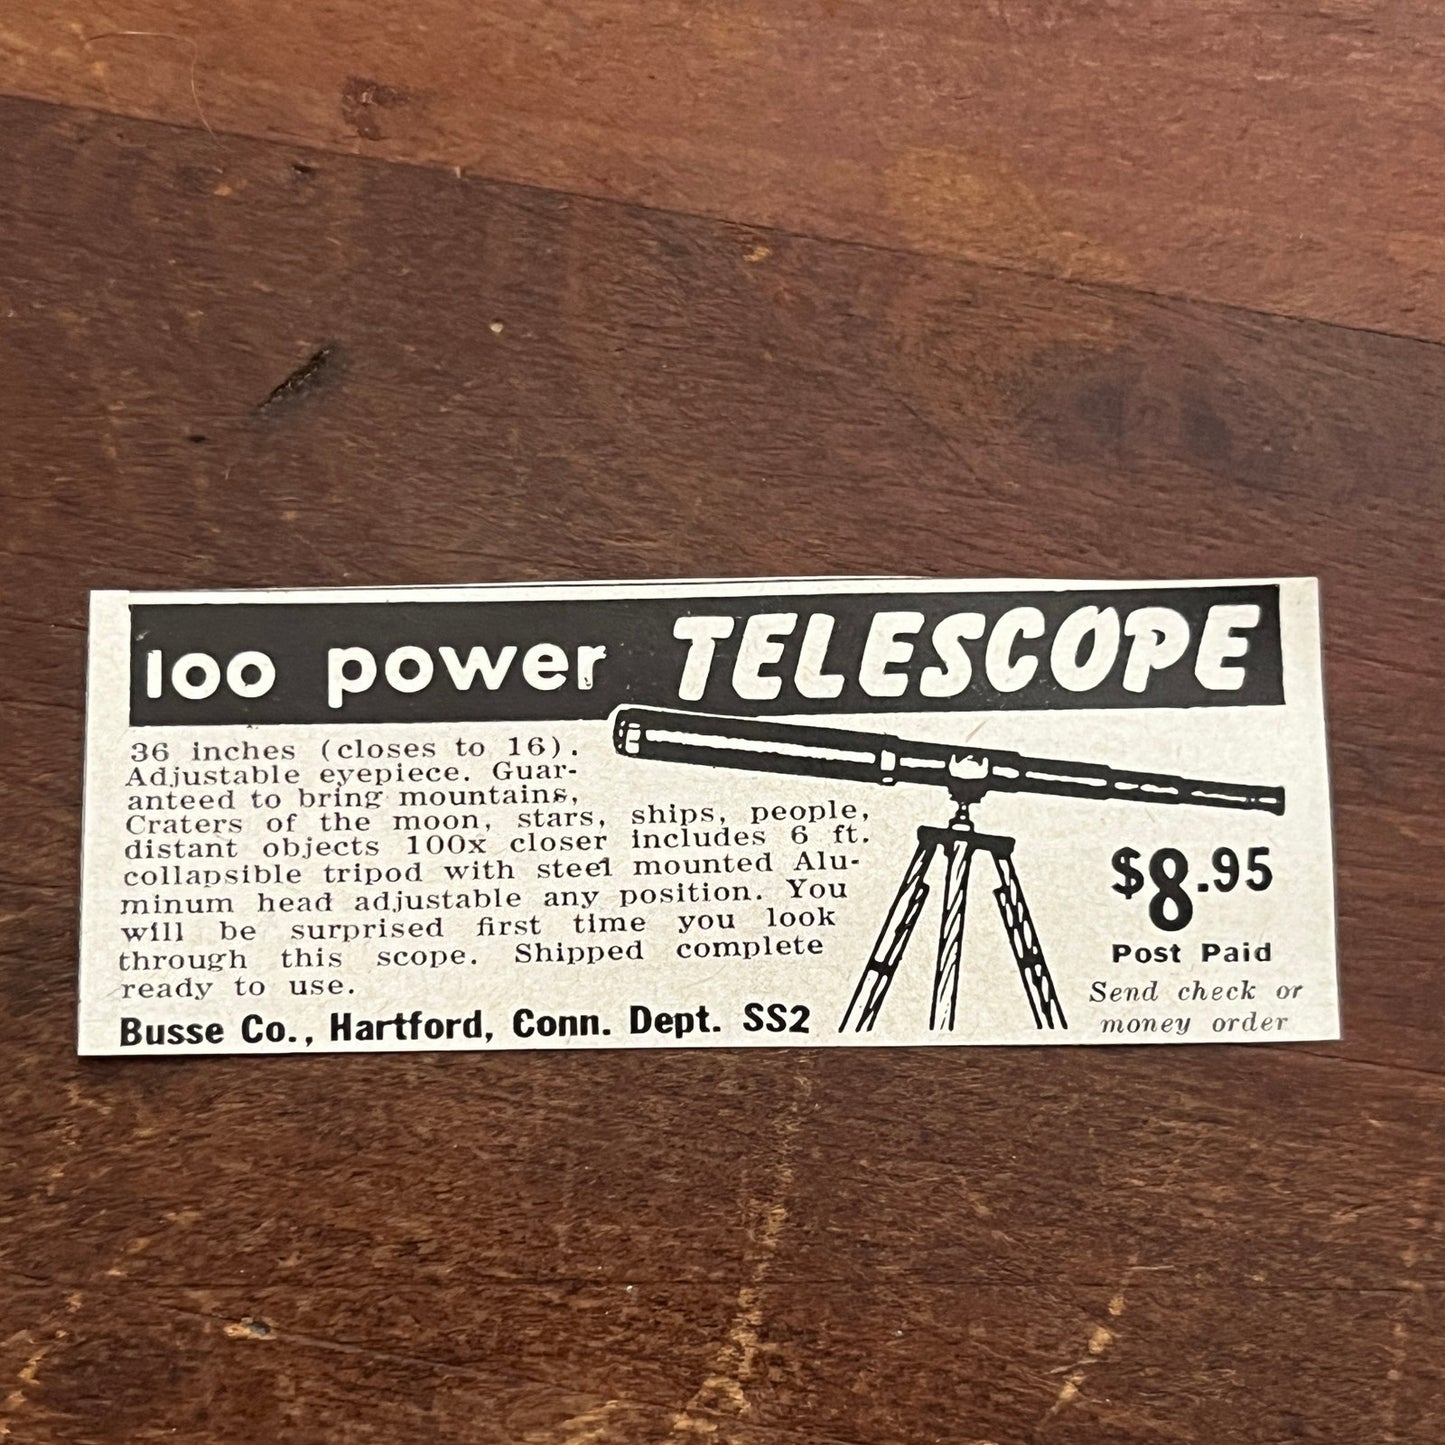 100 power TELESCOPE
36 inches (closes to 16).
Adjustable eyepiece. Guar-
anteed to bring mountains,
Craters of the moon, stars, ships, people,
distant objects 100x closer includes 6 ft.
collapsible tripod with steel mounted Alu-
minum head adjustable any position. You
will be surprised first time you look
through this scope. Shipped complete
ready to use.
Busse Co., Hartford, Conn. Dept. SS2
$8.95
Post Paid
Send check or
money order